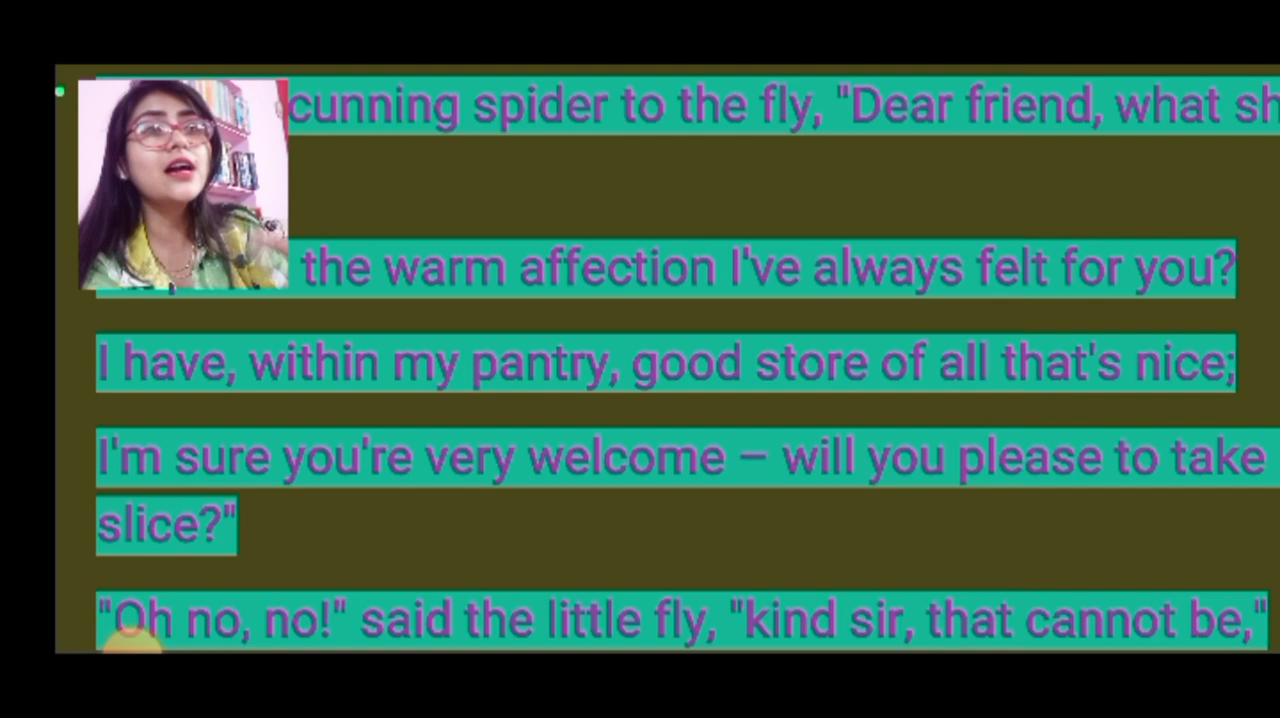 cunning spider to the fly, "Dear friend, what sh
the warm affection I've always felt for you?
I have, within my pantry, good store of all that's nice;
I'm sure you're very welcome – will you please to take
slice?"
"Oh no, no!" said the little fly, "kind sir, that cannot be,"